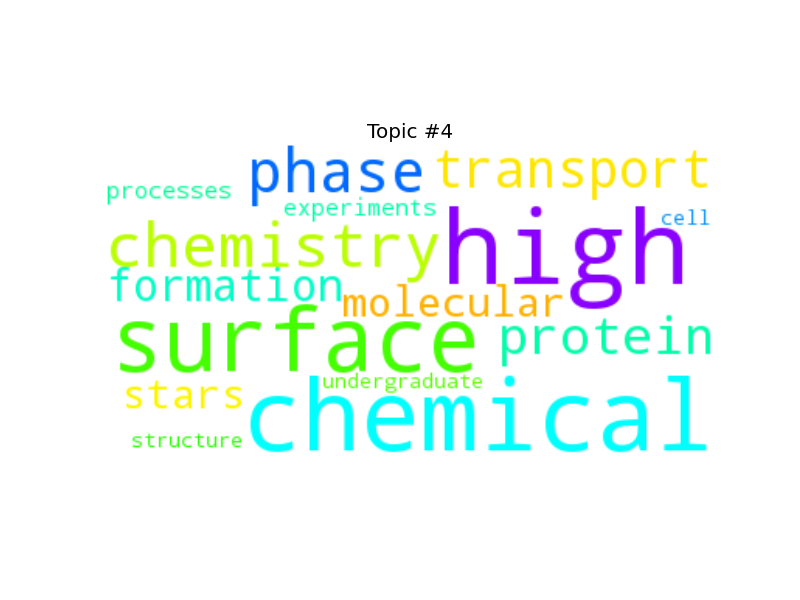 Topic #4
phase transport
processes
experiments
cell
chemistry high
formation
molecular
surface protein
undergraduate
stars chemical
structure